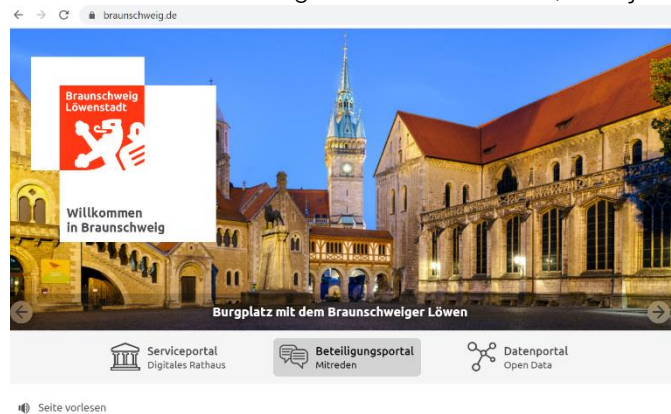 braunschweig.de
Braunschweig
Löwenstadt
Willkommen
in Braunschweig
Burgplatz mit dem Braunschweiger Löwen
Serviceportal
Digitales Rathaus
Beteiligungsportal
Mitreden
Datenportal
Open Data
Seite vorlesen